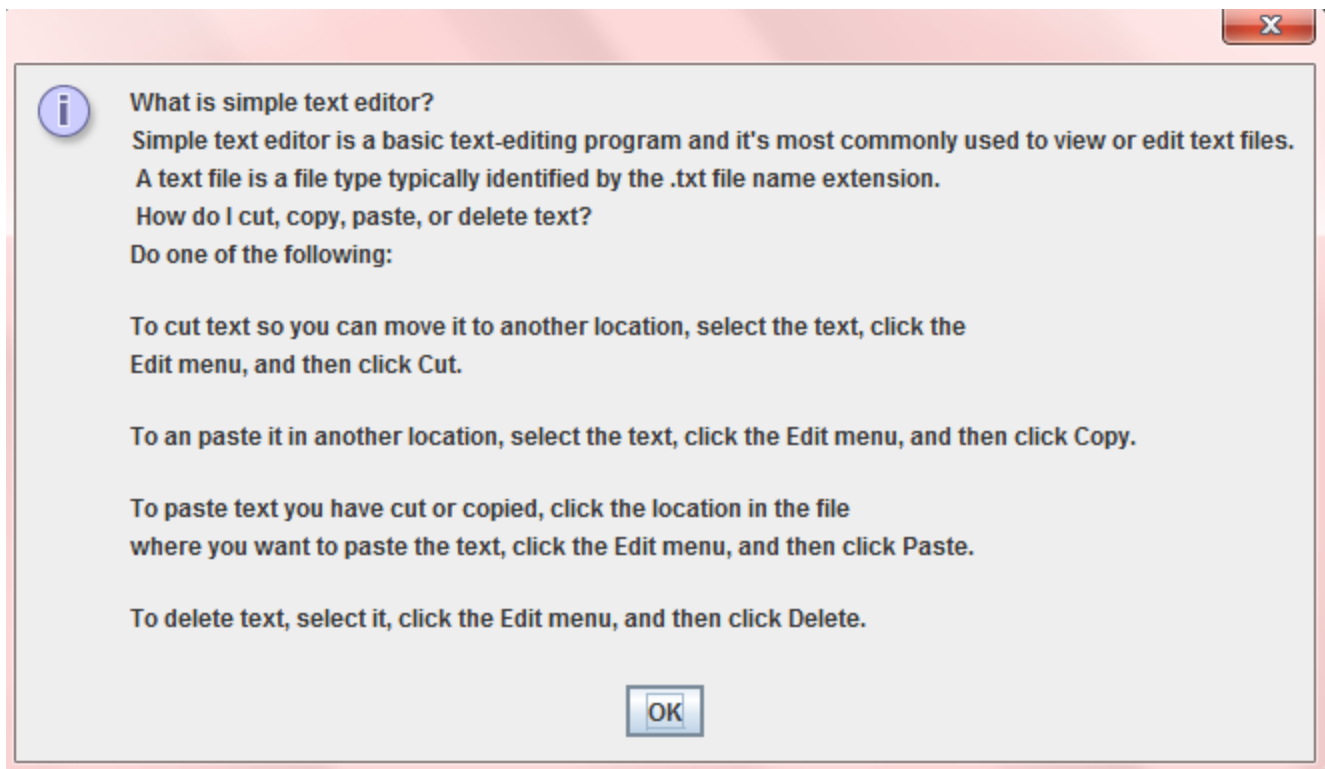 What is simple text editor?
Simple text editor is a basic text-editing program and it's most commonly used to view or edit text files.
A text file is a file type typically identified by the .txt file name extension.
How do I cut, copy, paste, or delete text?
Do one of the following:
To cut text so you can move it to another location, select the text, click the
Edit menu, and then click Cut.
To an paste it in another location, select the text, click the Edit menu, and then click Copy.
To paste text you have cut or copied, click the location in the file
where you want to paste the text, click the Edit menu, and then click Paste.
To delete text, select it, click the Edit menu, and then click Delete.
OK